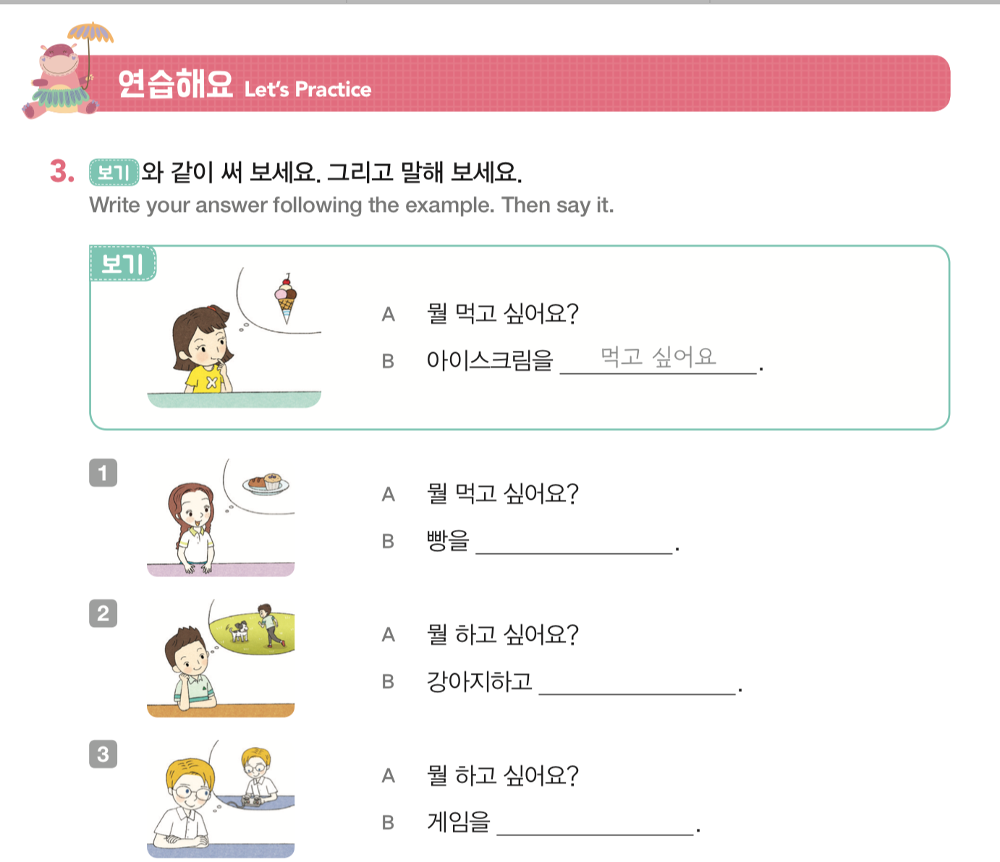 연습해요 Let's Practice
3. 보기 와 같이 써 보세요. 그리고 말해 보세요.
Write your answer following the example. Then say it.
보기
A 뭘 먹고 싶어요?
B 아이스크림을 먹고 싶어요.
1
A 뭘 먹고 싶어요?
B 빵을 ____________.
2
A 뭘 하고 싶어요?
B 강아지하고 ____________.
3
A 뭘 하고 싶어요?
B 게임을 ____________.